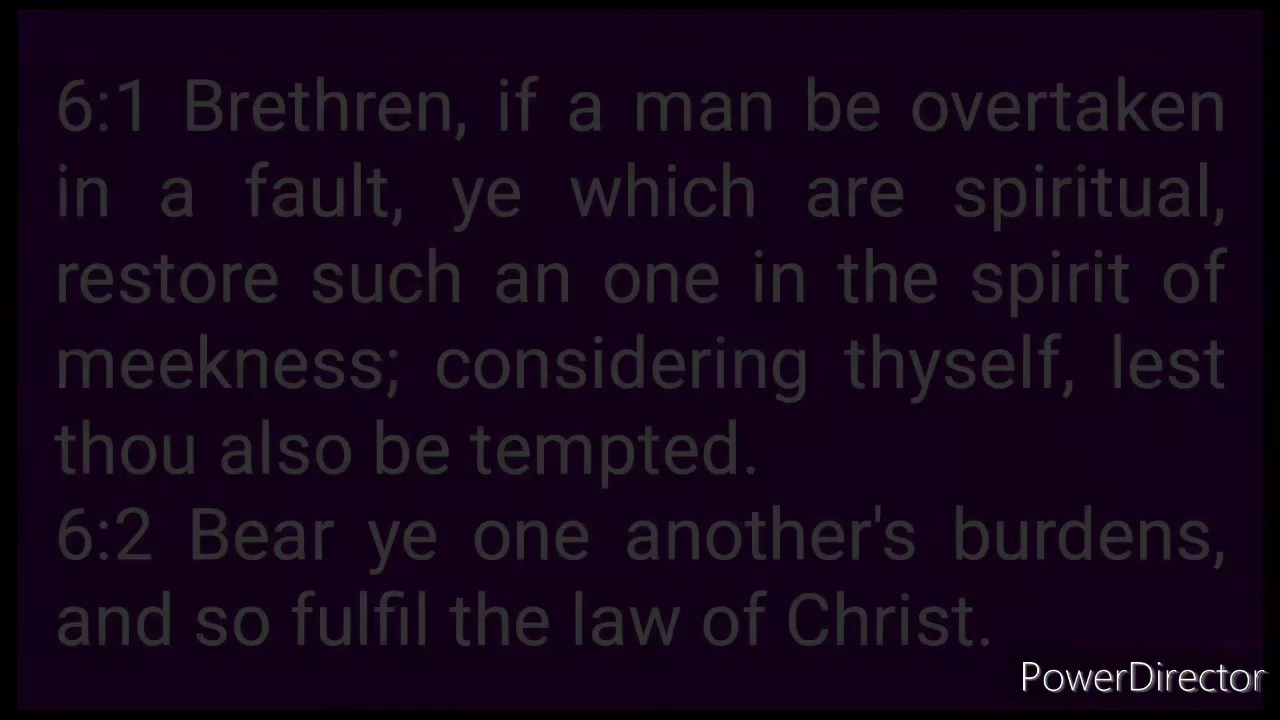 6:1 Brethren, if a man be overtaken
in a fault, ye which are spiritual,
restore such an one in the spirit of
meekness; considering thyself, lest
thou also be tempted.
6:2 Bear ye one another's burdens,
and so fulfil the law of Christ.
PowerDirector